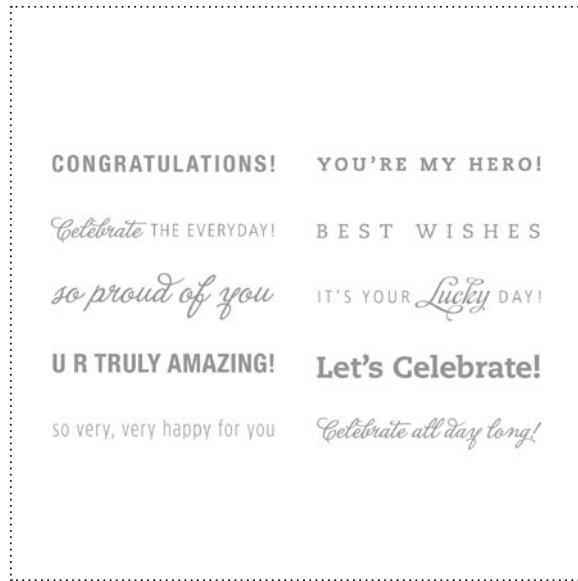 CONGRATULATIONS!
Celebrate THE EVERYDAY!
so proud of you
U R TRULY AMAZING!
so very, very happy for you
YOU'RE MY HERO!
BEST WISHES
IT'S YOUR Lucky DAY!
Let's Celebrate!
Celebrate all day long!